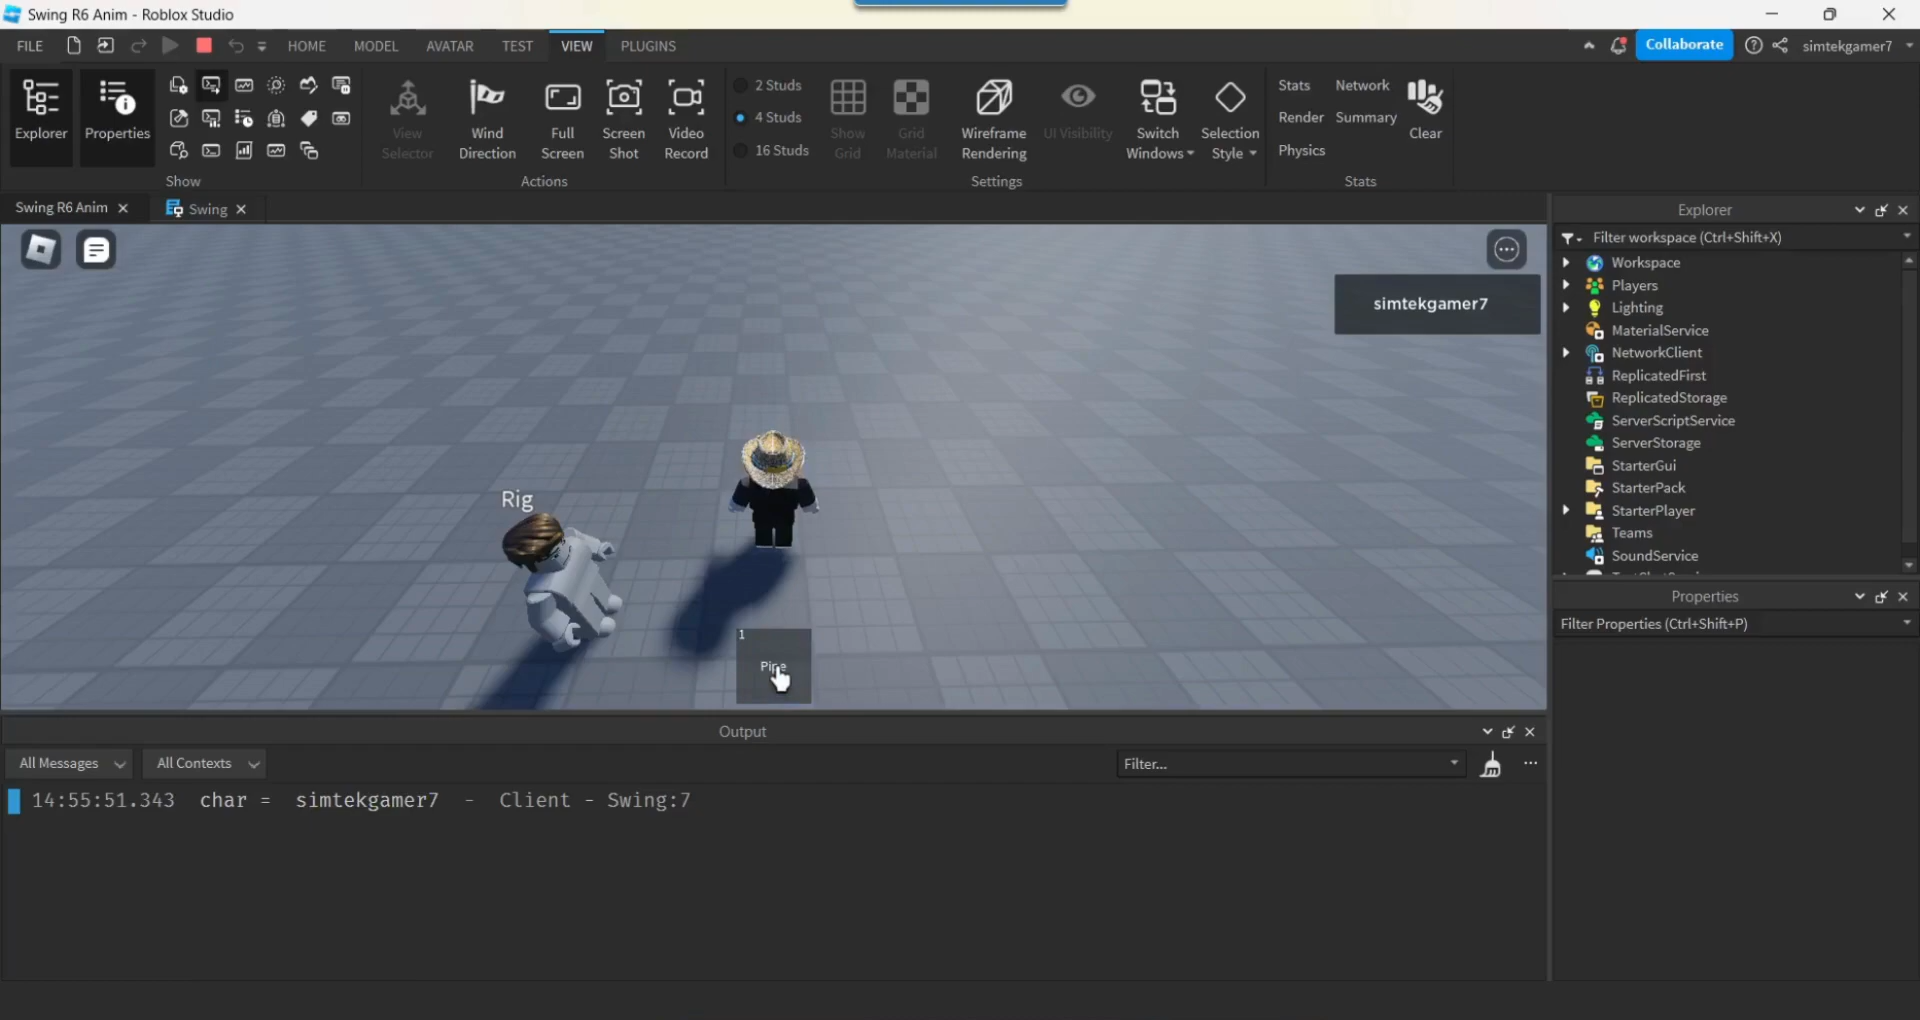 Swing R6 Anim - Roblox Studio
FILE
HOME
MODEL
AVATAR
TEST
VIEW
PLUGINS
Collaborate
simtekgamer7
Explorer
Properties
Show
View
Selector
Wind
Direction
Full
Screen
Screen
Shot
Video
Record
Actions
2 Studs
4 Studs
16 Studs
Show
Grid
Grid
Material
Wireframe
Rendering
UI Visibility
Switch
Windows
Selection
Style
Settings
Stats
Network
Render
Summary
Physics
Clear
Stats
Swing R6 Anim
Swing
simtekgamer7
Rig
1
Output
All Messages
All Contexts
Filter...
14:55:51.343 char = simtekgamer7 - Client - Swing:7
Explorer
Filter workspace (Ctrl+Shift+X)
Workspace
Players
Lighting
MaterialService
NetworkClient
ReplicatedFirst
ReplicatedStorage
ServerScriptService
ServerStorage
StarterGui
StarterPack
StarterPlayer
Teams
SoundService
Properties
Filter Properties (Ctrl+Shift+P)